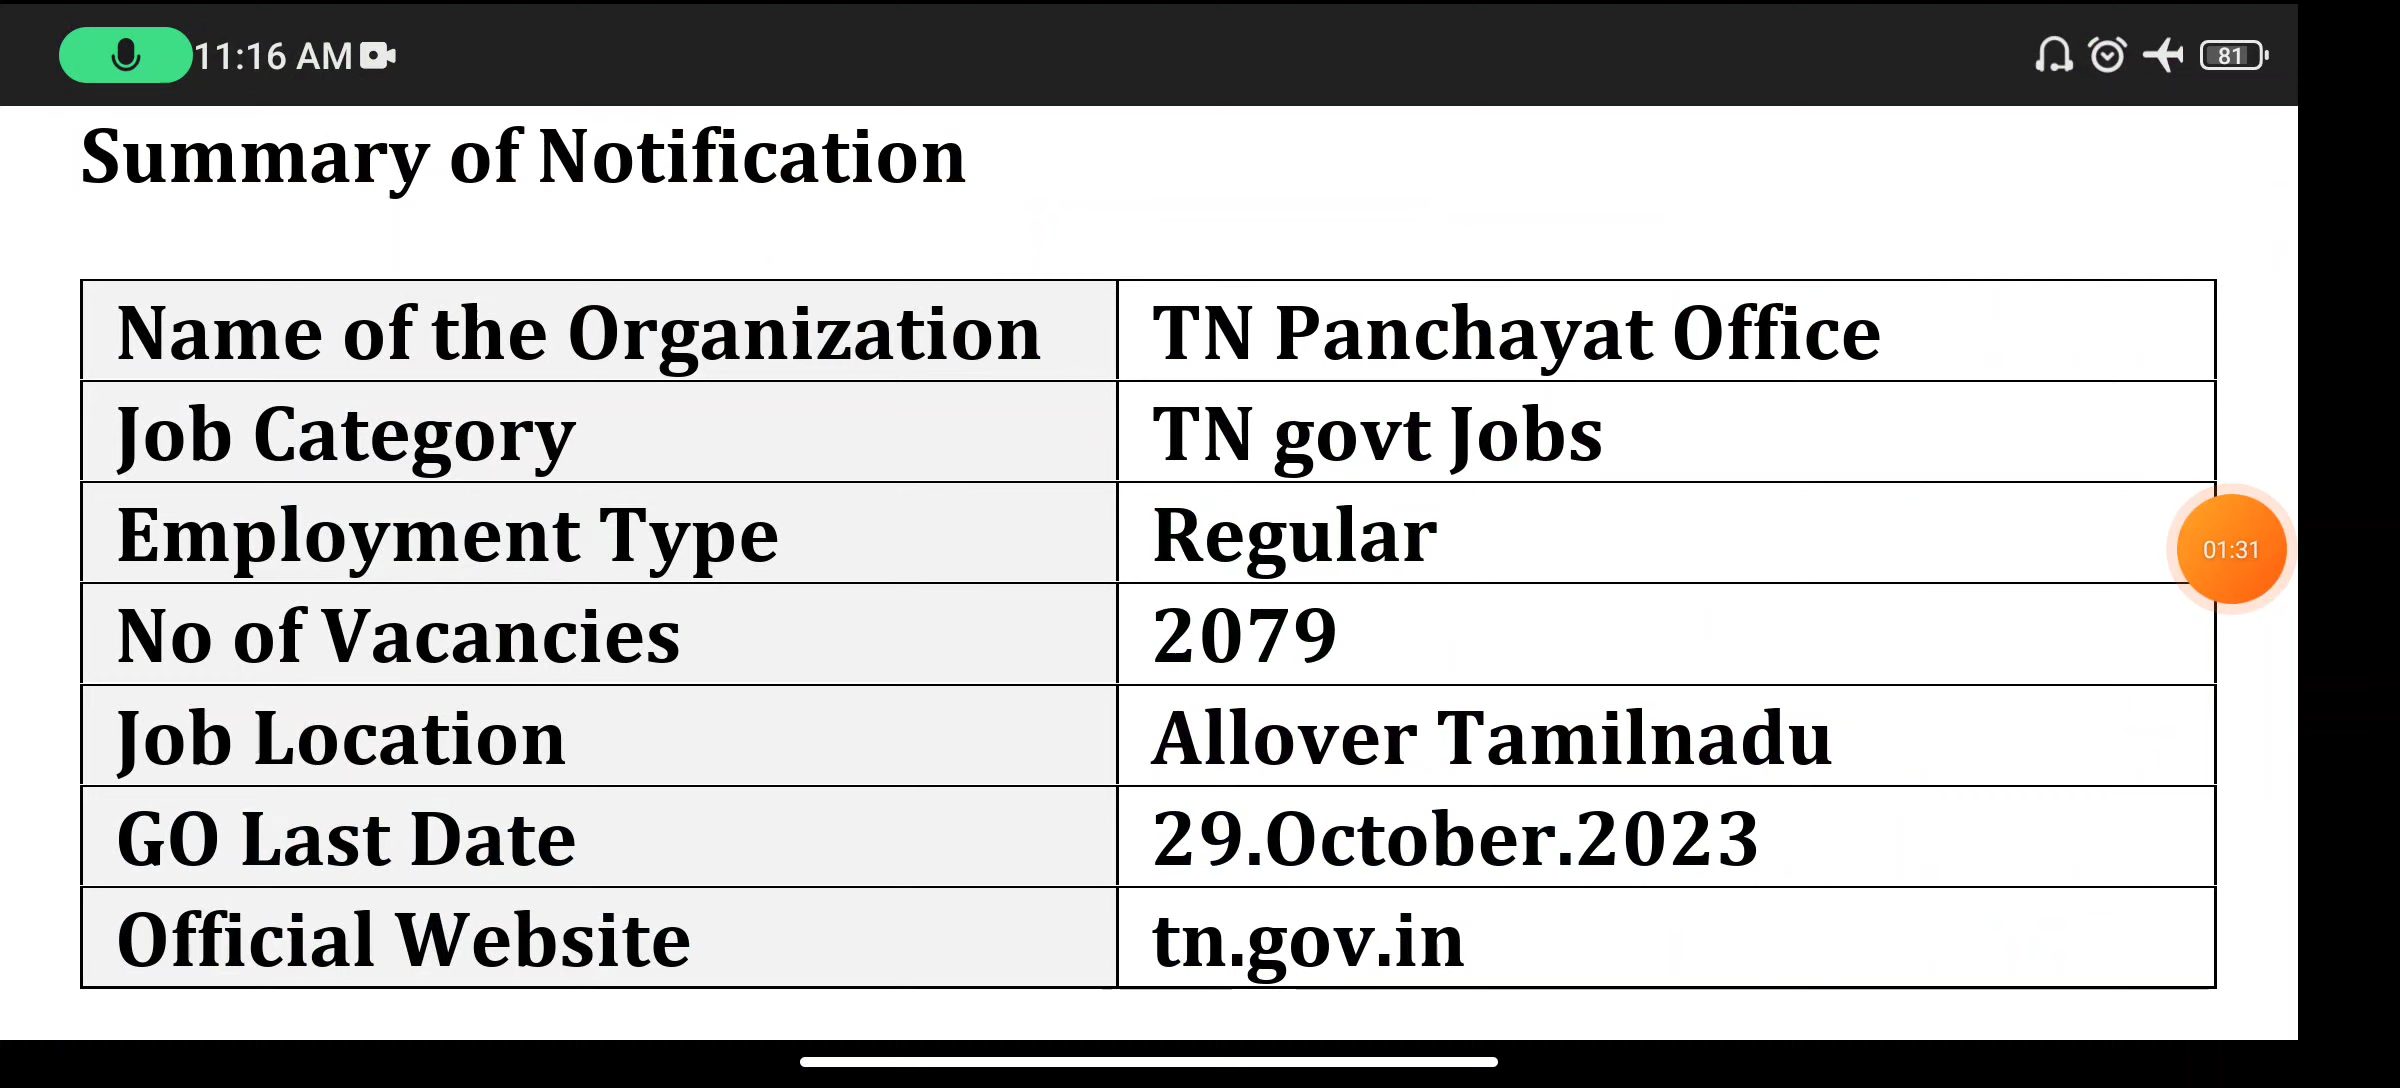 11:16 AM
81
Summary of Notification
Name of the Organization TN Panchayat Office
Job Category TN govt Jobs
Employment Type Regular
01:31
No of Vacancies 2079
Job Location Allover Tamilnadu
GO Last Date 29.October.2023
Official Website tn.gov.in